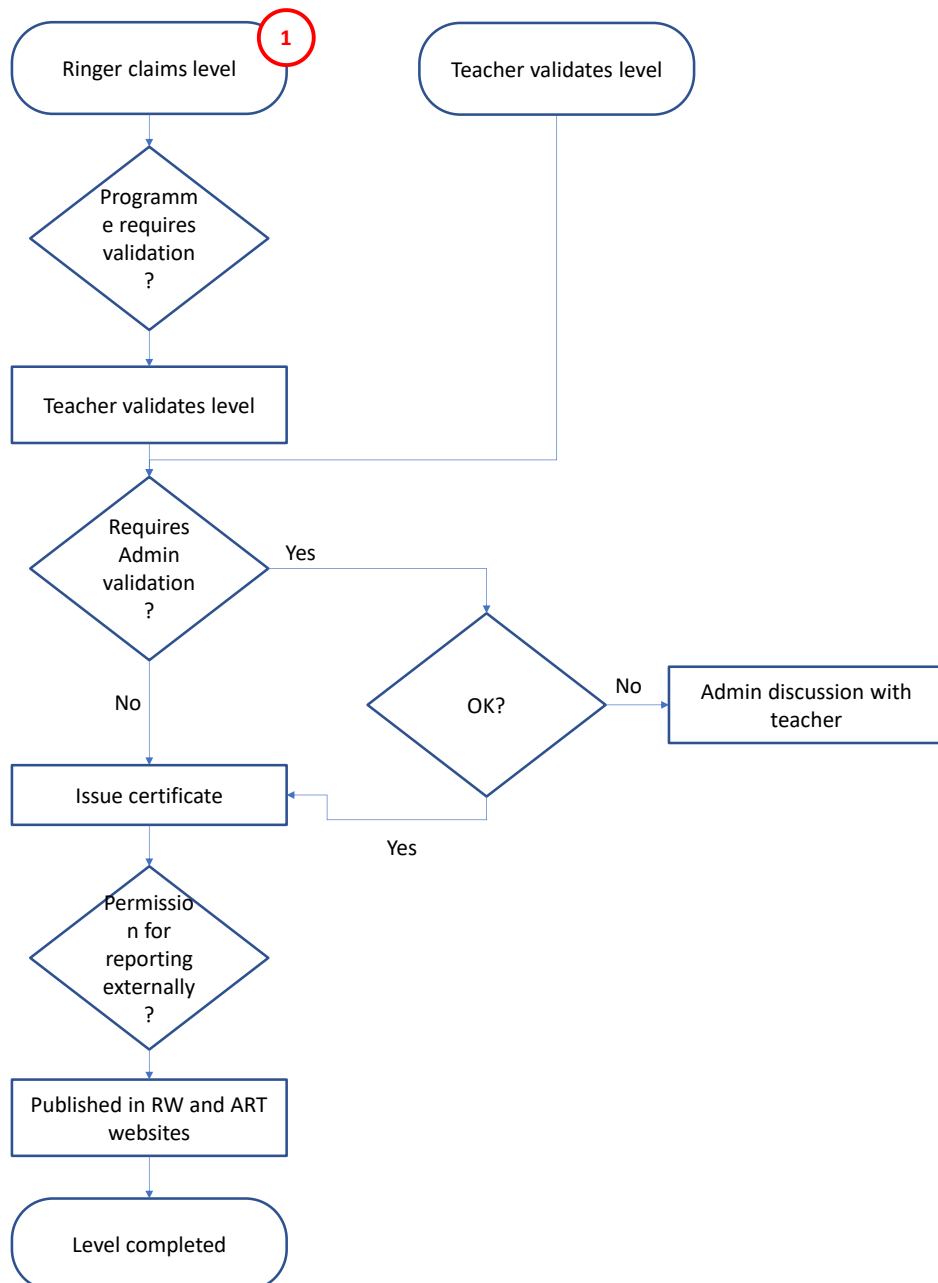 1
Ringer claims level
Teacher validates level
Programm
e requires
validation
?
Teacher validates level
Requires
Admin
validation
?
Yes
OK?
No
Admin discussion with
teacher
No
Issue certificate
Yes
Permissio
n for
reporting
externally
?
Published in RW and ART
websites
Level completed